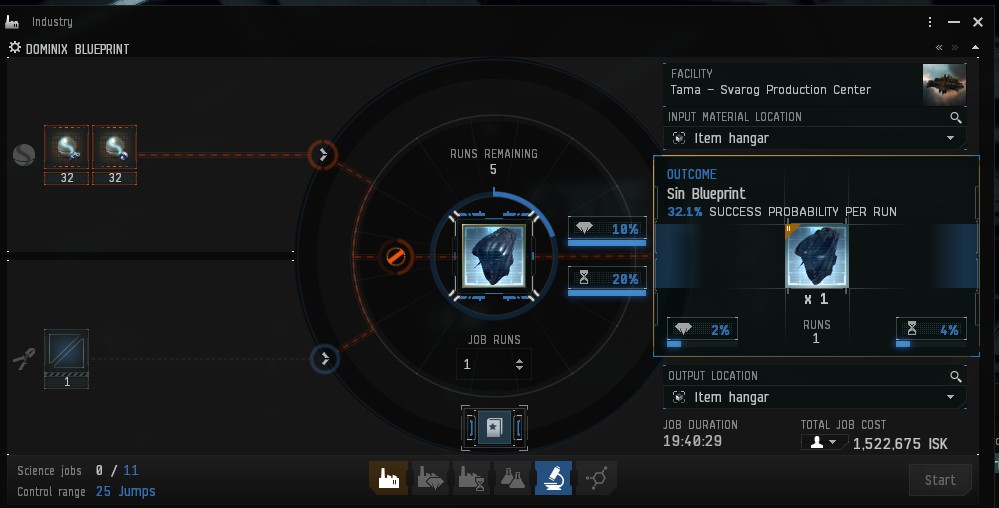 Industry
DOMINIX BLUEPRINT
FACILITY
Tama - Svarog Production Center
INPUT MATERIAL LOCATION
Item hangar
32
32
RUNS REMAINING
5
OUTCOME
Sin Blueprint
32.1% SUCCESS PROBABILITY PER RUN
10%
20%
x 1
2%
RUNS
1
4%
JOB RUNS
1
1
OUTPUT LOCATION
Item hangar
JOB DURATION
19:40:29
TOTAL JOB COST
1,522,675 ISK
Science jobs 0 / 11
Control range 25 Jumps
Start